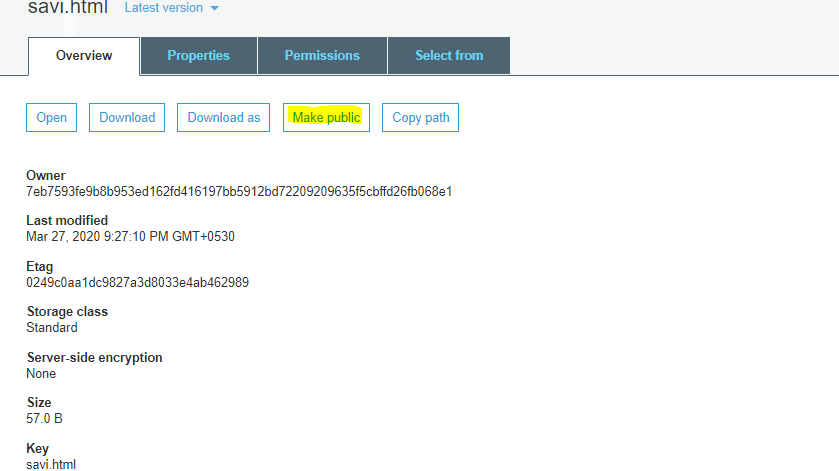 savi.html Latest version
Overview Properties Permissions Select from
Open Download Download as Make public Copy path
Owner
7eb7593fe9b8b953ed162fd416197bb5912bd72209209635f5cbffd26fb068e1
Last modified
Mar 27, 2020 9:27:10 PM GMT+0530
Etag
0249c0aa1dc9827a3d8033e4ab462989
Storage class
Standard
Server-side encryption
None
Size
57.0 B
Key
savi.html